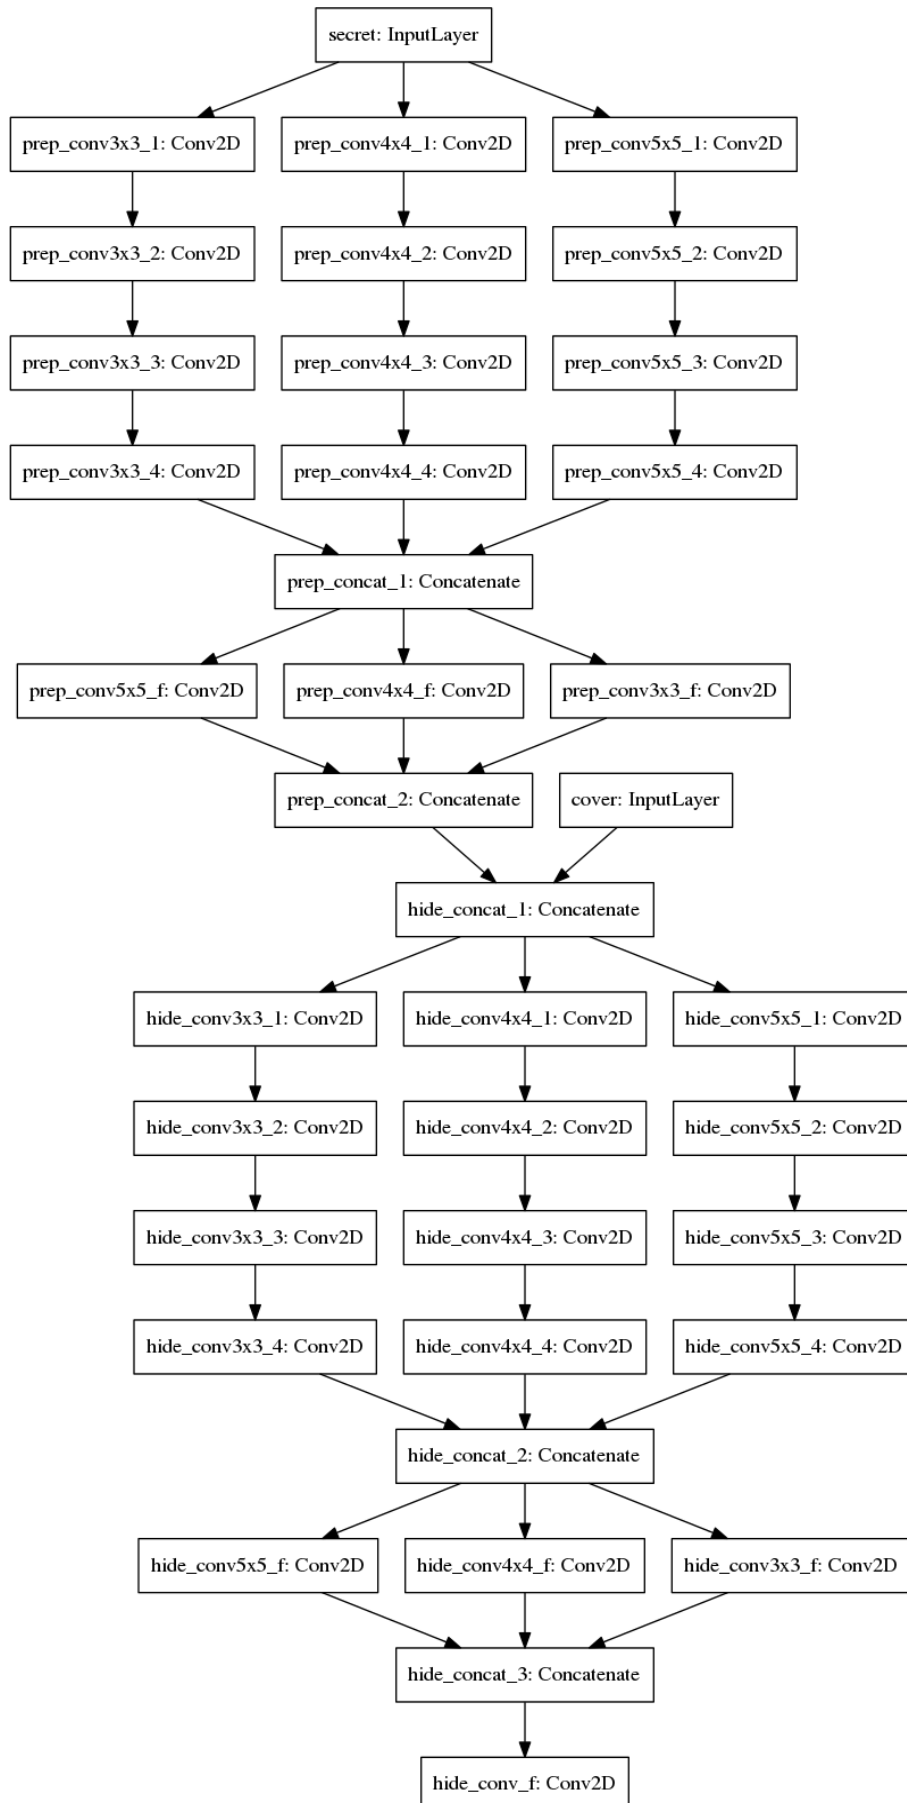 secret: InputLayer
prep_conv3x3_1: Conv2D
prep_conv4x4_1: Conv2D
prep_conv5x5_1: Conv2D
prep_conv3x3_2: Conv2D
prep_conv4x4_2: Conv2D
prep_conv5x5_2: Conv2D
prep_conv3x3_3: Conv2D
prep_conv4x4_3: Conv2D
prep_conv5x5_3: Conv2D
prep_conv3x3_4: Conv2D
prep_conv4x4_4: Conv2D
prep_conv5x5_4: Conv2D
prep_concat_1: Concatenate
prep_conv5x5_f: Conv2D
prep_conv4x4_f: Conv2D
prep_conv3x3_f: Conv2D
prep_concat_2: Concatenate
cover: InputLayer
hide_concat_1: Concatenate
hide_conv3x3_1: Conv2D
hide_conv4x4_1: Conv2D
hide_conv5x5_1: Conv2D
hide_conv3x3_2: Conv2D
hide_conv4x4_2: Conv2D
hide_conv5x5_2: Conv2D
hide_conv3x3_3: Conv2D
hide_conv4x4_3: Conv2D
hide_conv5x5_3: Conv2D
hide_conv3x3_4: Conv2D
hide_conv4x4_4: Conv2D
hide_conv5x5_4: Conv2D
hide_concat_2: Concatenate
hide_conv5x5_f: Conv2D
hide_conv4x4_f: Conv2D
hide_conv3x3_f: Conv2D
hide_concat_3: Concatenate
hide_conv_f: Conv2D